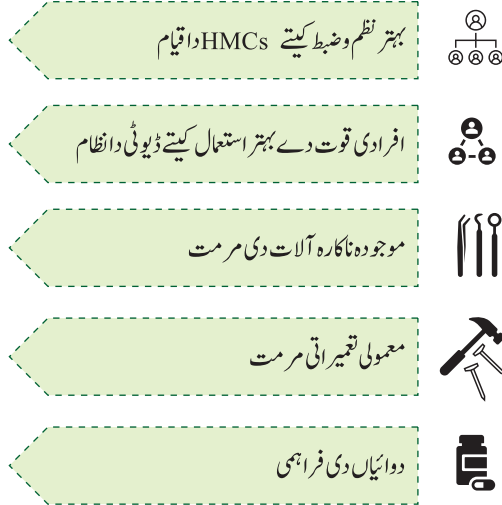 بہتر نظم و ضبط کیتے HMCs دا قیام
افرادی قوت دے بہتر استعمال کیتے ڈیوٹی دا نظام
موجودہ ناکارہ آلات دی مرمت
معمولی تعمیراتی مرمت
دوائیاں دی فراہمی